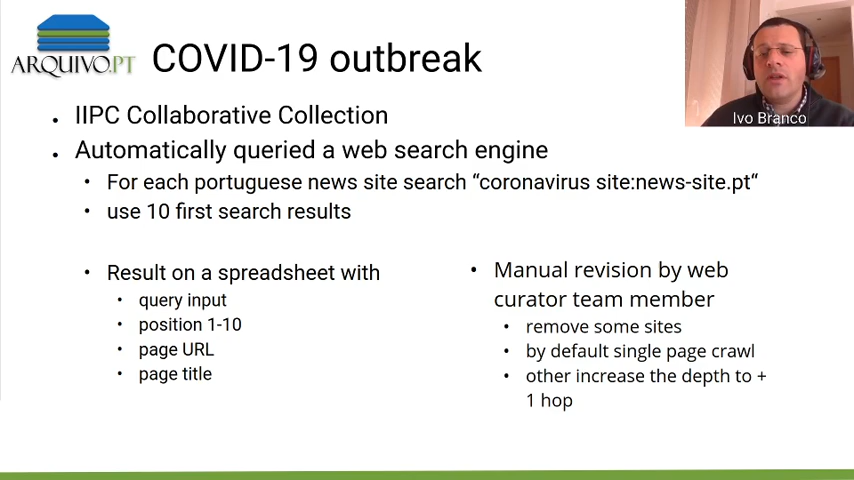 ARQUIVO.PT
COVID-19 outbreak
Ivo Branco
IIPC Collaborative Collection
Automatically queried a web search engine
For each portuguese news site search “coronavirus site:news-site.pt“
use 10 first search results
Result on a spreadsheet with
query input
position 1-10
page URL
page title
Manual revision by web
curator team member
remove some sites
by default single page crawl
other increase the depth to +
1 hop